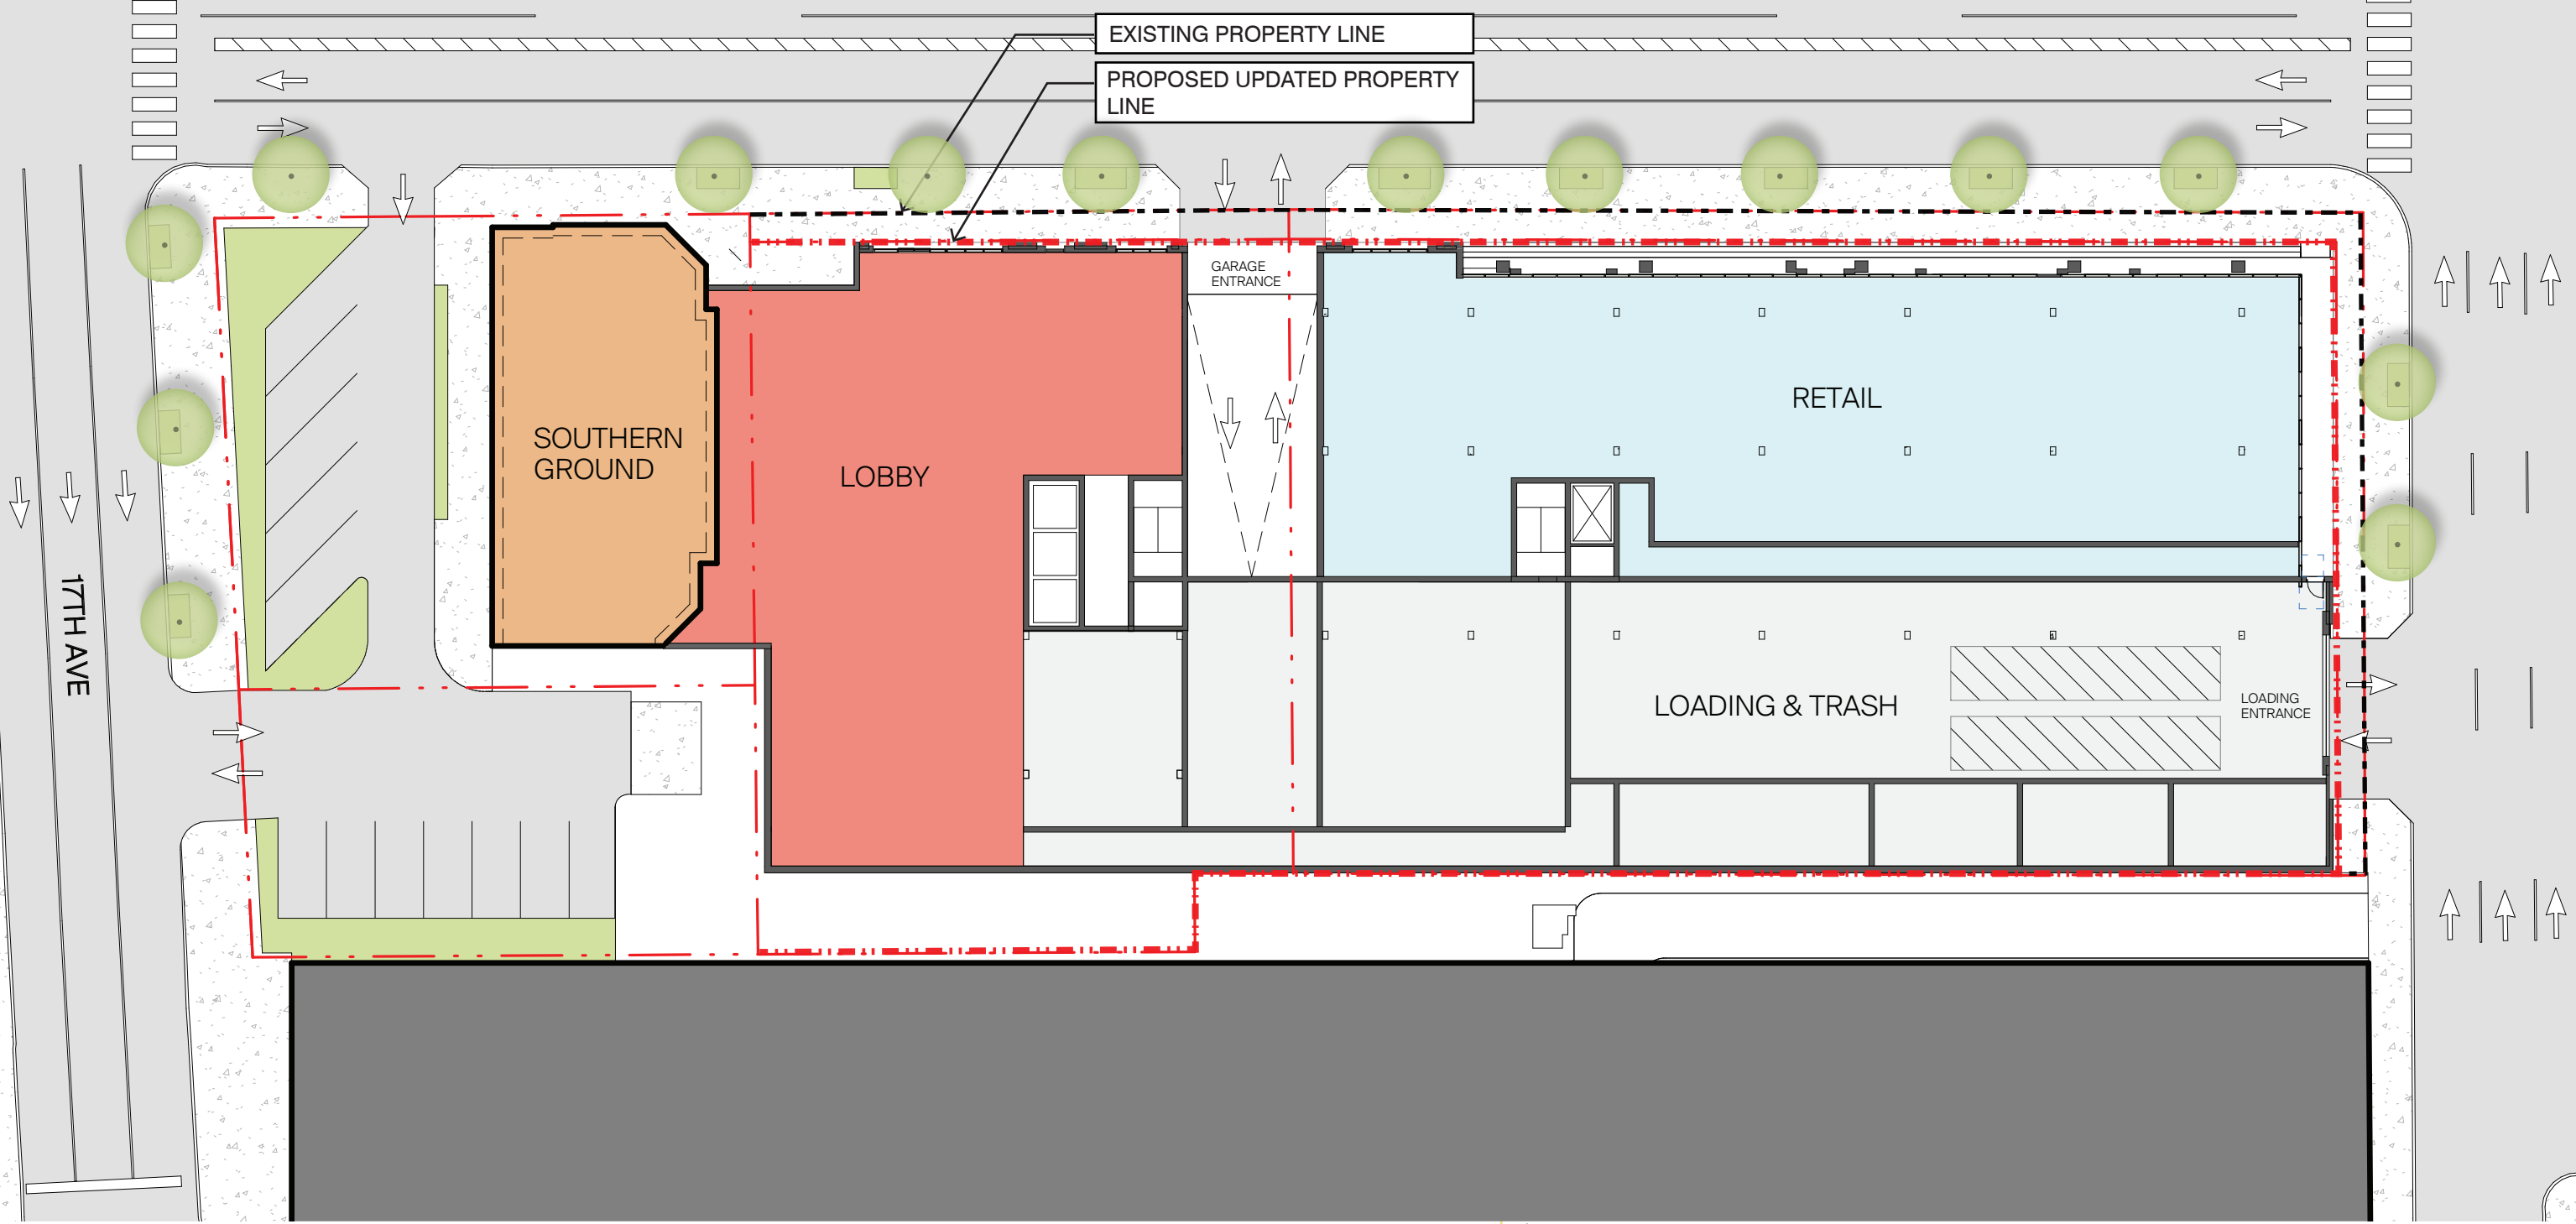 EXISTING PROPERTY LINE
PROPOSED UPDATED PROPERTY
LINE
GARAGE
ENTRANCE
RETAIL
SOUTHERN
GROUND
LOBBY
17TH AVE
LOADING & TRASH
LOADING
ENTRANCE